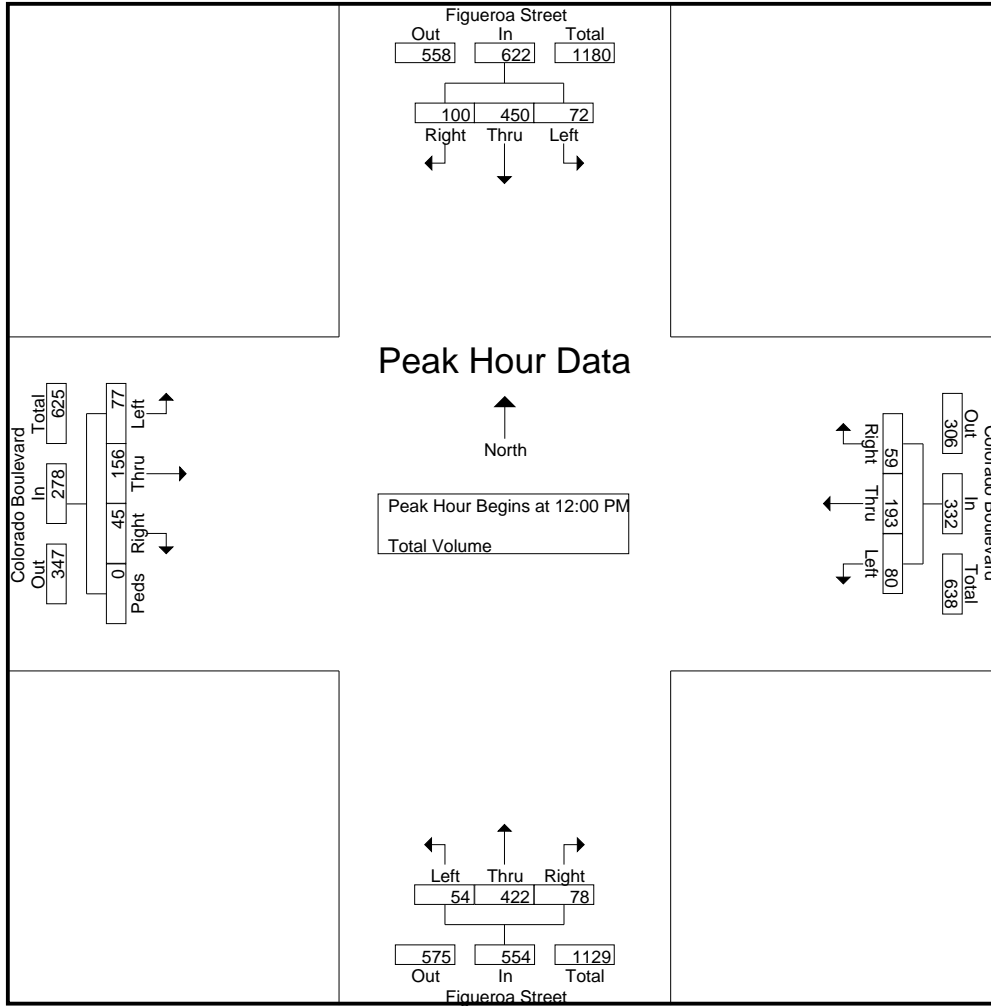 Figueroa Street
Out In Total
558 622 1180
100 450 72
Right Thru Left
Peak Hour Data
North
Peak Hour Begins at 12:00 PM
Total Volume
Colorado Boulevard
Total In Out
625 278 347
77 156 45 0
Left Thru Right Peds
Colorado Boulevard
Out In Total
306 332 638
59 193 80
Right Thru Left
Left Thru Right
54 422 78
575 554 1129
Out In Total
Figueroa Street